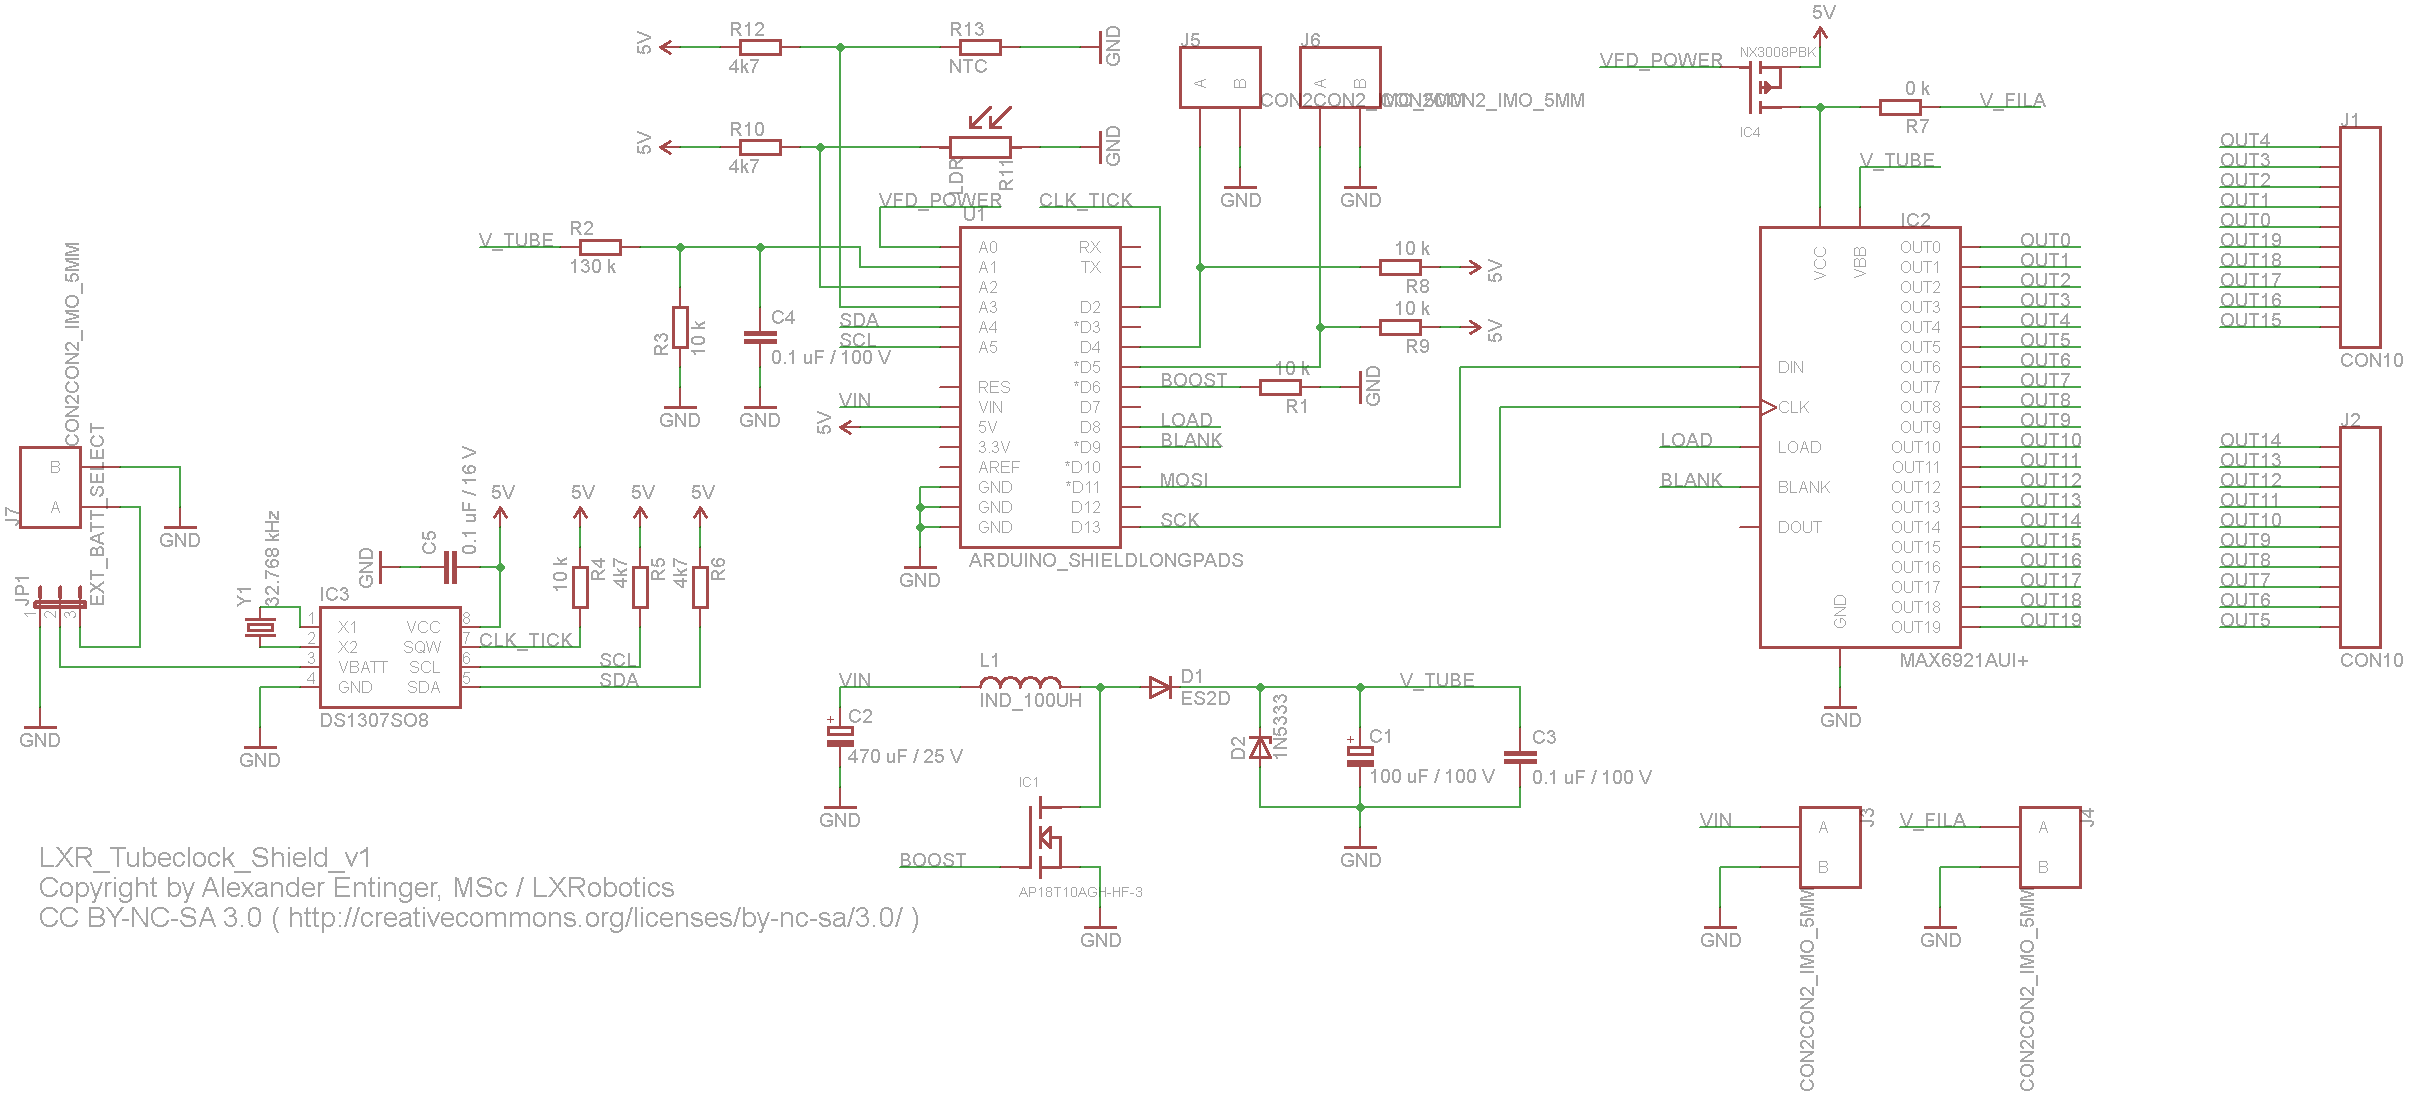 5V
R12
4k7
R13
NTC
GND
5V
R10
4k7
LDR
R11
GND
J5
A
B
CON2CON2_IMO_5MM
GND
J6
A
B
CON2CON2_IMO_5MM
GND
5V
VFD_POWER
NX3008PBK
IC4
0 k
R7
V_FILA
V_TUBE
V_TUBE
R2
130 k
R3
10 k
GND
C4
0.1 uF / 100 V
GND
VFD_POWER
CLK_TICK
U1
A0
A1
A2
A3
A4
A5
RES
VIN
5V
3.3V
AREF
GND
GND
GND
RX
TX
D2
*D3
D4
*D5
*D6
D7
D8
*D9
*D10
*D11
D12
D13
SDA
SCL
VIN
5V
GND
ARDUINO_SHIELDLONGPADS
10 k
R8
5V
10 k
R9
5V
BOOST
10 k
R1
GND
LOAD
BLANK
MOSI
SCK
IC2
VCC
VBB
DIN
CLK
LOAD
BLANK
DOUT
GND
LOAD
BLANK
OUT0
OUT1
OUT2
OUT3
OUT4
OUT5
OUT6
OUT7
OUT8
OUT9
OUT10
OUT11
OUT12
OUT13
OUT14
OUT15
OUT16
OUT17
OUT18
OUT19
OUT0
OUT1
OUT2
OUT3
OUT4
OUT5
OUT6
OUT7
OUT8
OUT9
OUT10
OUT11
OUT12
OUT13
OUT14
OUT15
OUT16
OUT17
OUT18
OUT19
MAX6921AUI+
GND
J1
OUT4
OUT3
OUT2
OUT1
OUT0
OUT19
OUT18
OUT17
OUT16
OUT15
CON10
J2
OUT14
OUT13
OUT12
OUT11
OUT10
OUT9
OUT8
OUT7
OUT6
OUT5
CON10
CON2CON2_IMO_5MM
B
A
J7
GND
EXT_BATT_SELECT
JP1
1
2
3
GND
Y1
32.768 kHz
IC3
1
2
3
4
X1
X2
VBATT
GND
VCC
SQW
SCL
SDA
8
7
6
5
DS1307SO8
GND
GND
C5
0.1 uF / 16 V
5V
5V
5V
5V
10 k
R4
4k7
R5
4k7
R6
CLK_TICK
SCL
SDA
VIN
C2
470 uF / 25 V
GND
L1
IND_100UH
D1
ES2D
IC1
AP18T10AGH-HF-3
BOOST
GND
D2
1N5333
V_TUBE
C1
100 uF / 100 V
C3
0.1 uF / 100 V
GND
VIN
A
B
J3
GND
CON2CON2_IMO_5MM
V_FILA
A
B
J4
GND
CON2CON2_IMO_5MM
LXR_Tubeclock_Shield_v1
Copyright by Alexander Entinger, MSc / LXRobotics
CC BY-NC-SA 3.0 ( http://creativecommons.org/licenses/by-nc-sa/3.0/ )